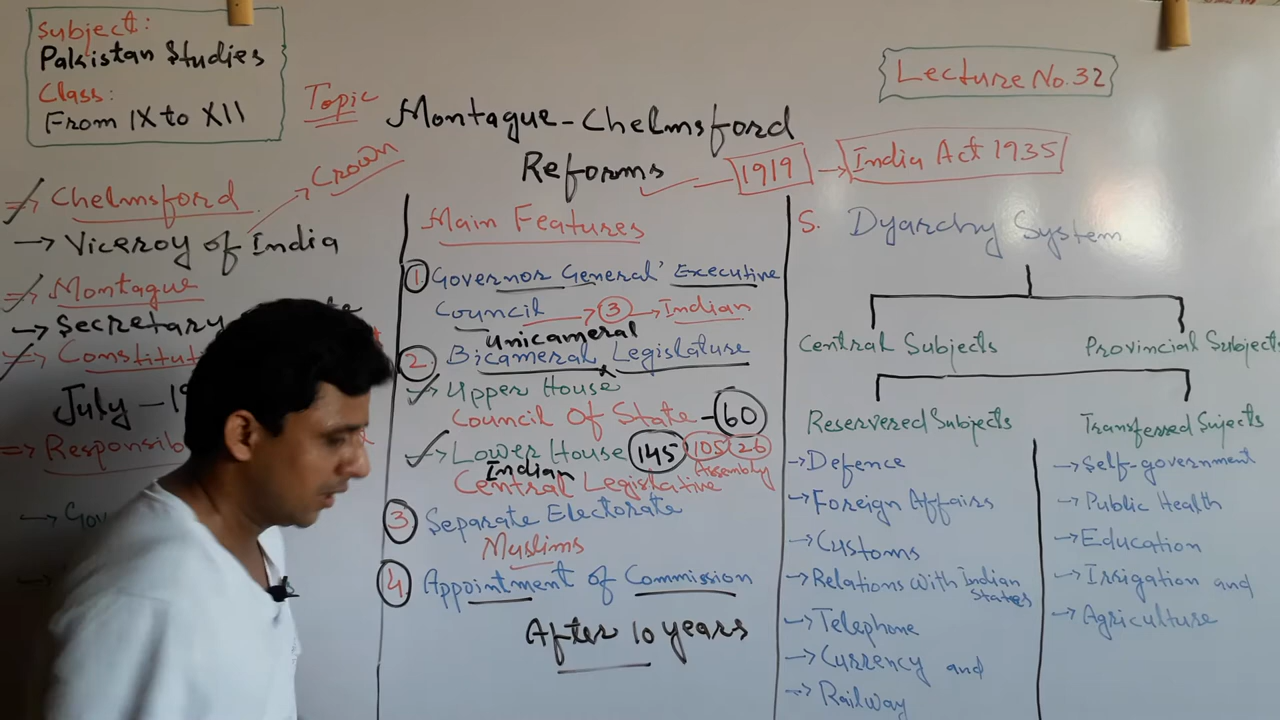 Subject:
Pakistan Studies
Class:
From IX to XII
Topic
Montague-Chelmsford
Reforms
1919 → India Act 1935
Lecture No. 32
⇒ Chelmsford
→ Viceroy of India
Crown
⇒ Montague
→ Secretary
⇒
July - 19
⇒
→
Main Features
1. Governor General' Executive
Council → 3 → Indian
Unicameral
2. Bicameral Legislature
Upper House
Council Of State - 60
Lower House 145 105 26
Assembly
Indian
Central Legislative
3 Separate Electorate
Muslims
4 Appointment of Commission
After 10 years
5. Dyarchy System
Central Subjects
Provincial Subject
Reservered Subjects
→ Defence
→ Foreign Affairs
→ Customs
→ Relations with Indian
States
→ Telephone
→ Currency and
→ Railway
Transferred Sujects
→ Self-government
→ Public Health
→ Education
→ Irrigation and
→ Agriculture